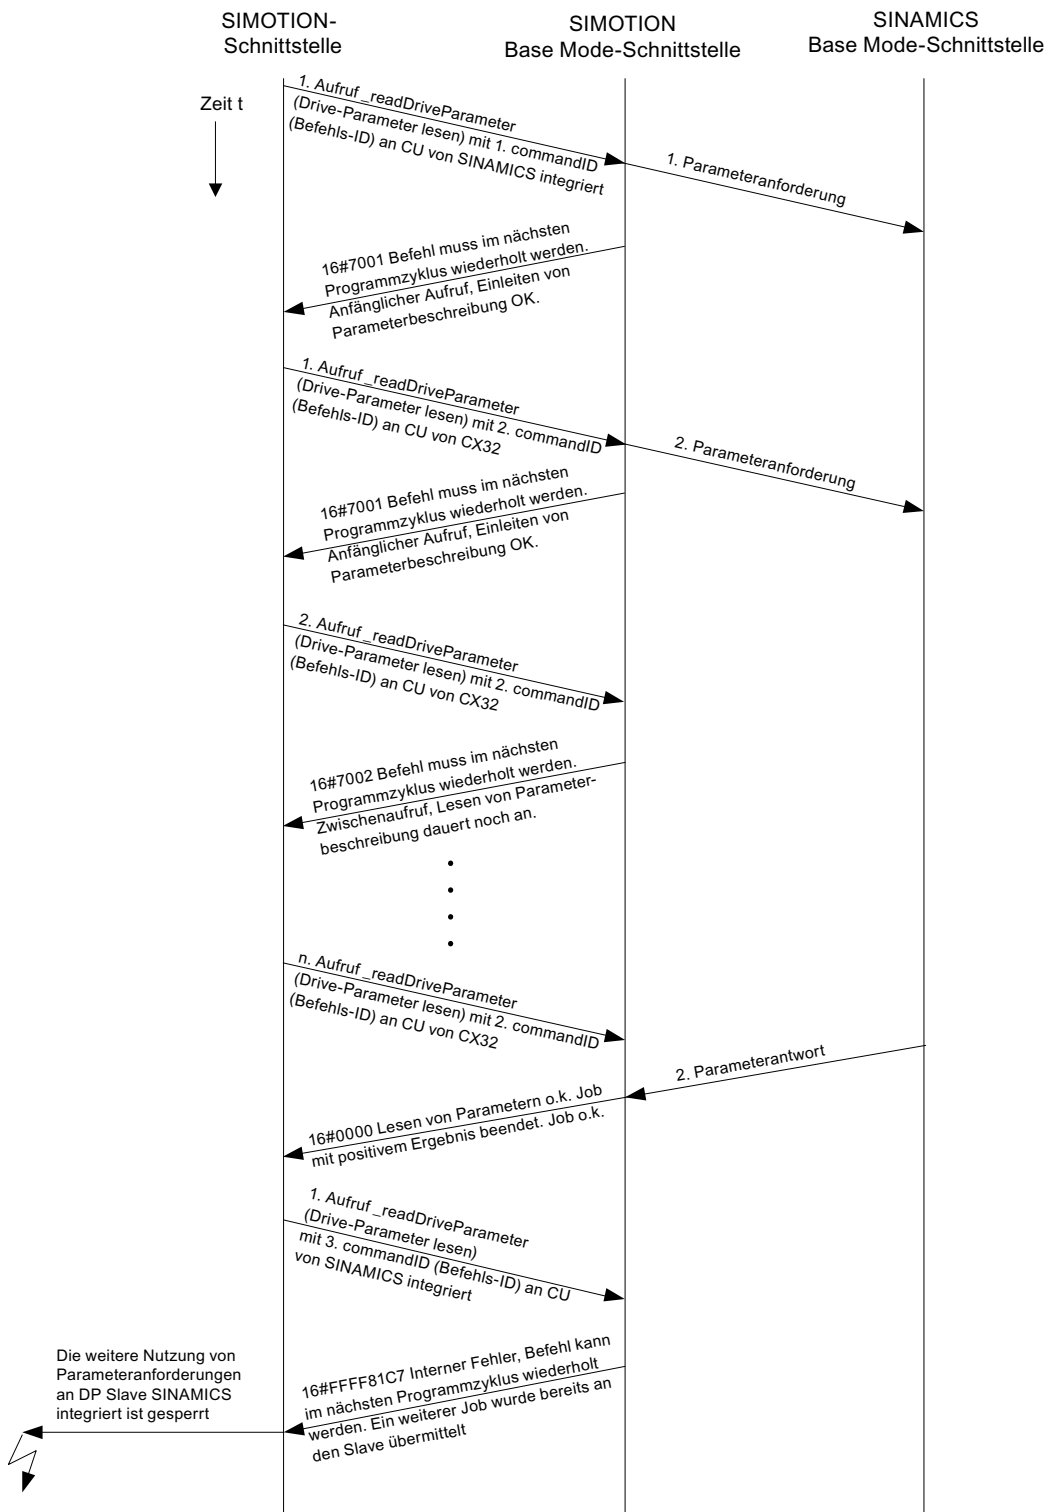 SIMOTION-
Schnittstelle
SIMOTION
Base Mode-Schnittstelle
SINAMICS
Base Mode-Schnittstelle
Zeit t
1. Aufruf _readDriveParameter
(Drive-Parameter lesen) mit 1. commandID
(Befehls-ID) an CU von SINAMICS integriert
1. Parameteranforderung
16#7001 Befehl muss im nächsten
Programmzyklus wiederholt werden.
Anfänglicher Aufruf, Einleiten von
Parameterbeschreibung OK.
1. Aufruf _readDriveParameter
(Drive-Parameter lesen) mit 2. commandID
(Befehls-ID) an CU von CX32
2. Parameteranforderung
16#7001 Befehl muss im nächsten
Programmzyklus wiederholt werden.
Anfänglicher Aufruf, Einleiten von
Parameterbeschreibung OK.
2. Aufruf _readDriveParameter
(Drive-Parameter lesen) mit 2. commandID
(Befehls-ID) an CU von CX32
16#7002 Befehl muss im nächsten
Programmzyklus wiederholt werden.
Zwischenaufruf, Lesen von Parameter-
beschreibung dauert noch an.
n. Aufruf _readDriveParameter
(Drive-Parameter lesen) mit 2. commandID
(Befehls-ID) an CU von CX32
2. Parameterantwort
16#0000 Lesen von Parametern o.k. Job
mit positivem Ergebnis beendet. Job o.k.
1. Aufruf _readDriveParameter
(Drive-Parameter lesen)
mit 3. commandID (Befehls-ID) an CU
von SINAMICS integriert
16#FFFF81C7 Interner Fehler, Befehl kann
im nächsten Programmzyklus wiederholt
werden. Ein weiterer Job wurde bereits an
den Slave übermittelt
Die weitere Nutzung von
Parameteranforderungen
an DP Slave SINAMICS
integriert ist gesperrt